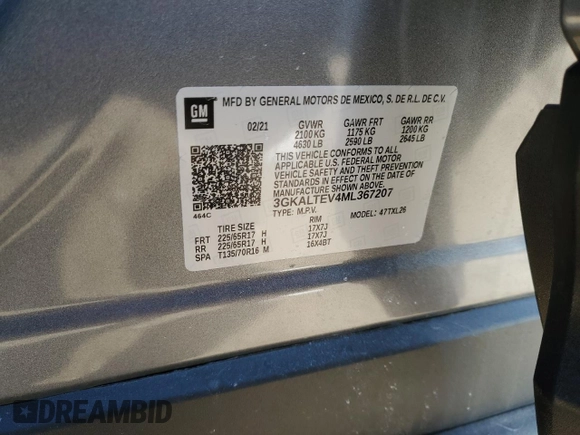 GM
MFD BY GENERAL MOTORS DE MEXICO, S. DE R.L. DE C.V.
02/21 GVWR GAWR FRT GAWR RR
2100 KG 1175 KG 1200 KG
4630 LB 2590 LB 2645 LB
THIS VEHICLE CONFORMS TO ALL
APPLICABLE U.S. FEDERAL MOTOR
VEHICLE SAFETY AND THEFT PREVENTION
STANDARDS IN EFFECT ON THE DATE OF
MANUFACTURE SHOWN ABOVE.
3GKALTEV4ML367207
TYPE: M.P.V. MODEL: 47TXL26
464C
TIRE SIZE RIM
FRT 225/65R17 H 17X7J
RR 225/65R17 H 17X7J
SPA T135/70R16 M 16X4BT
DREAMBID